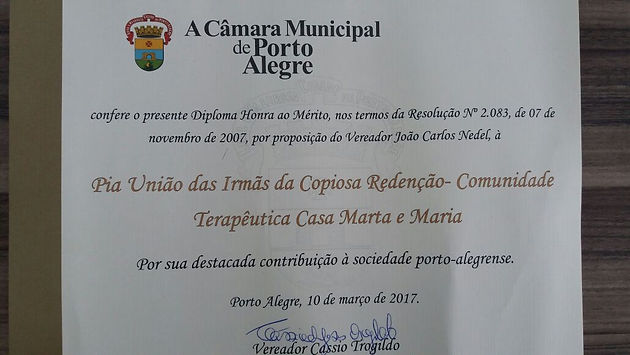 A Câmara Municipal
de Porto
Alegre
confere o presente Diploma Honra ao Mérito, nos termos da Resolução Nº 2.083, de 07 de
novembro de 2007, por proposição do Vereador João Carlos Nedel, à
Pia União das Irmãs da Copiosa Redenção- Comunidade
Terapêutica Casa Marta e Maria
Por sua destacada contribuição à sociedade porto-alegrense.
Porto Alegre, 10 de março de 2017.
Vereador Cássio Trogildo